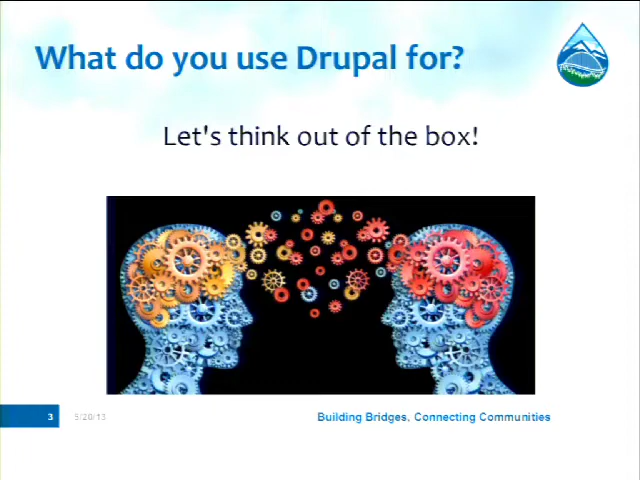 What do you use Drupal for?
Let's think out of the box!
3
5/20/13
Building Bridges, Connecting Communities